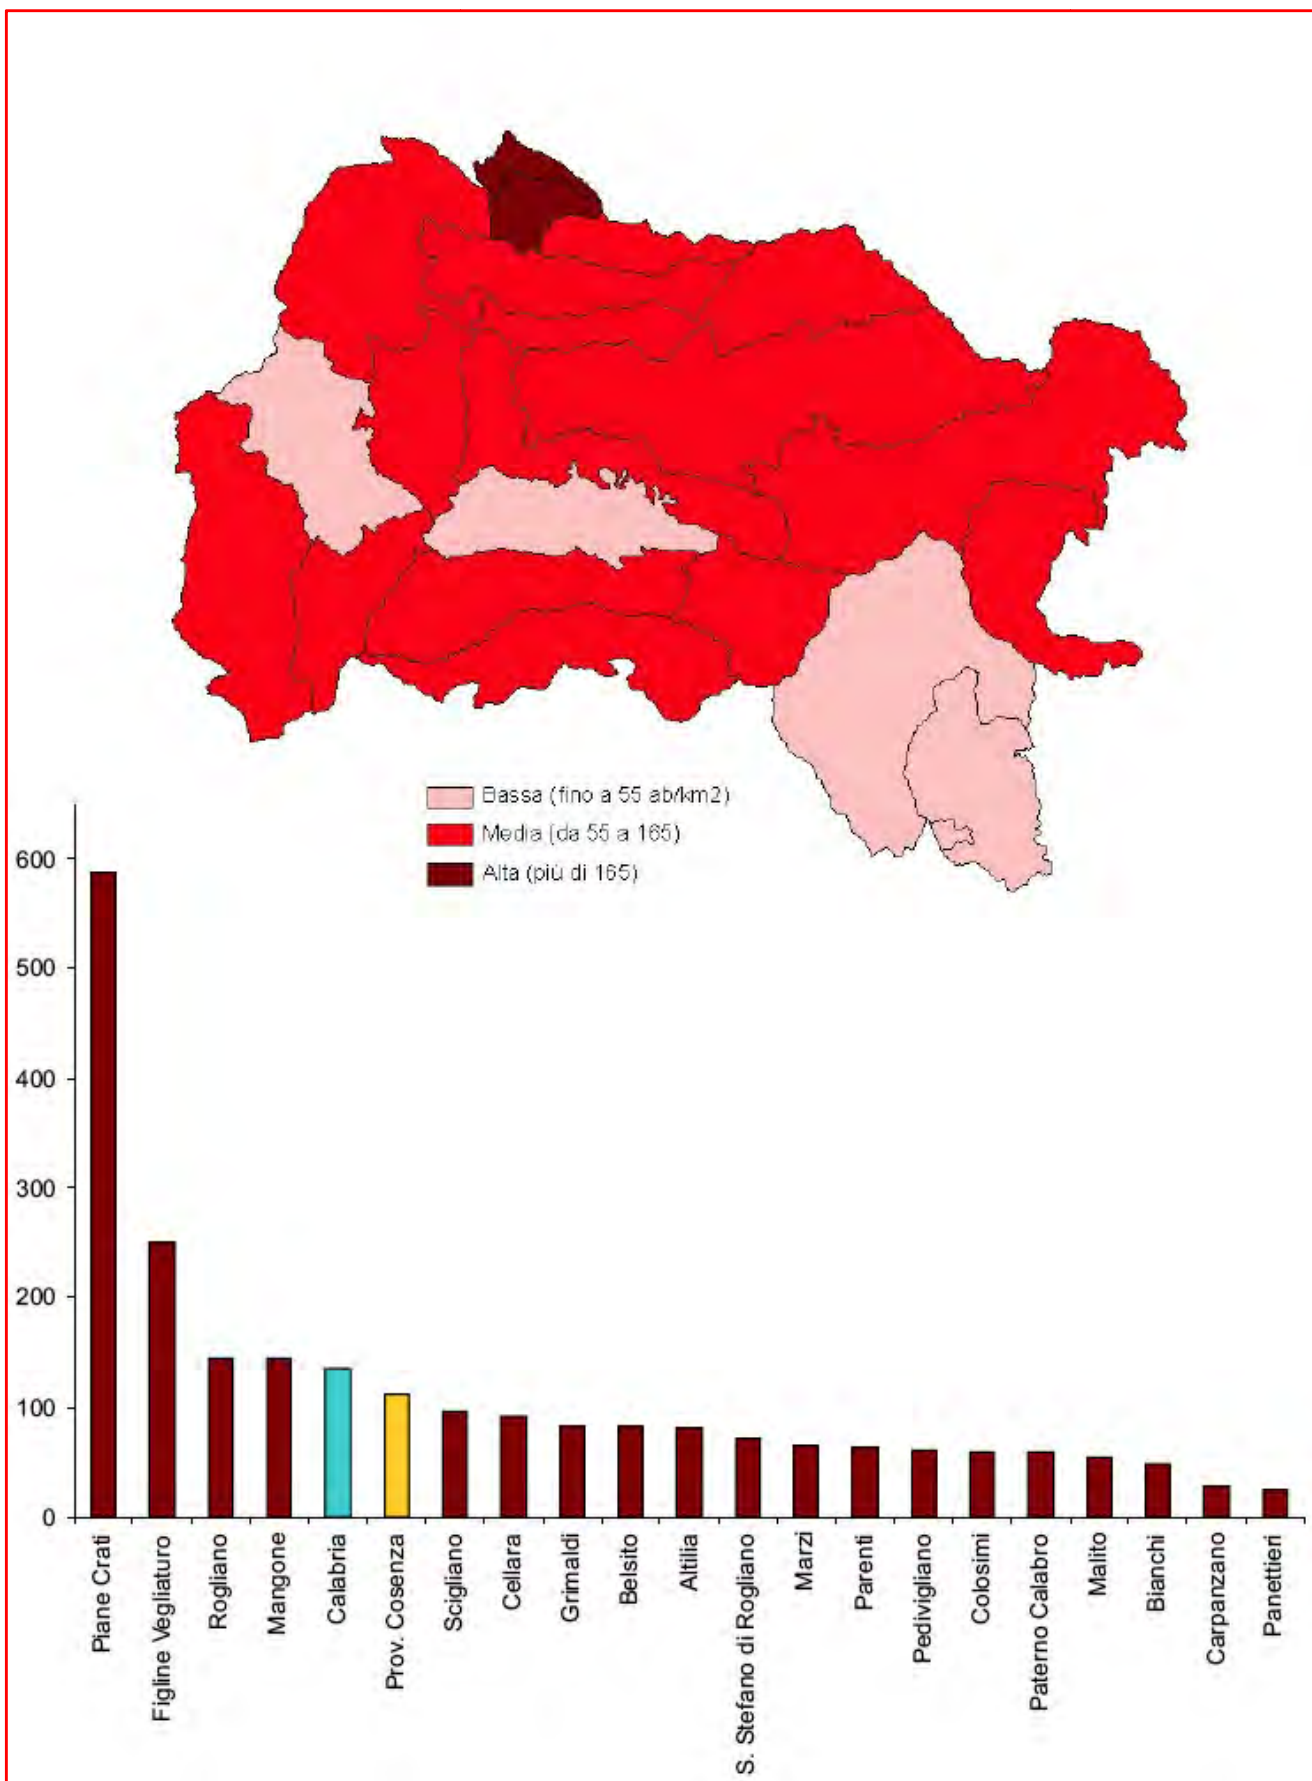 Bassa (fino a 55 ab/km2)
Media (da 55 a 165)
Alta (più di 165)
600
500
400
300
200
100
0
Piane Crati
Figline Vegliaturo
Rogliano
Mangone
Calabria
Prov. Cosenza
Scigliano
Cellara
Grimaldi
Belsito
Altilia
S. Stefano di Rogliano
Marzi
Parenti
Pedivigliano
Colosimi
Paterno Calabro
Malito
Bianchi
Carpanzano
Panettieri